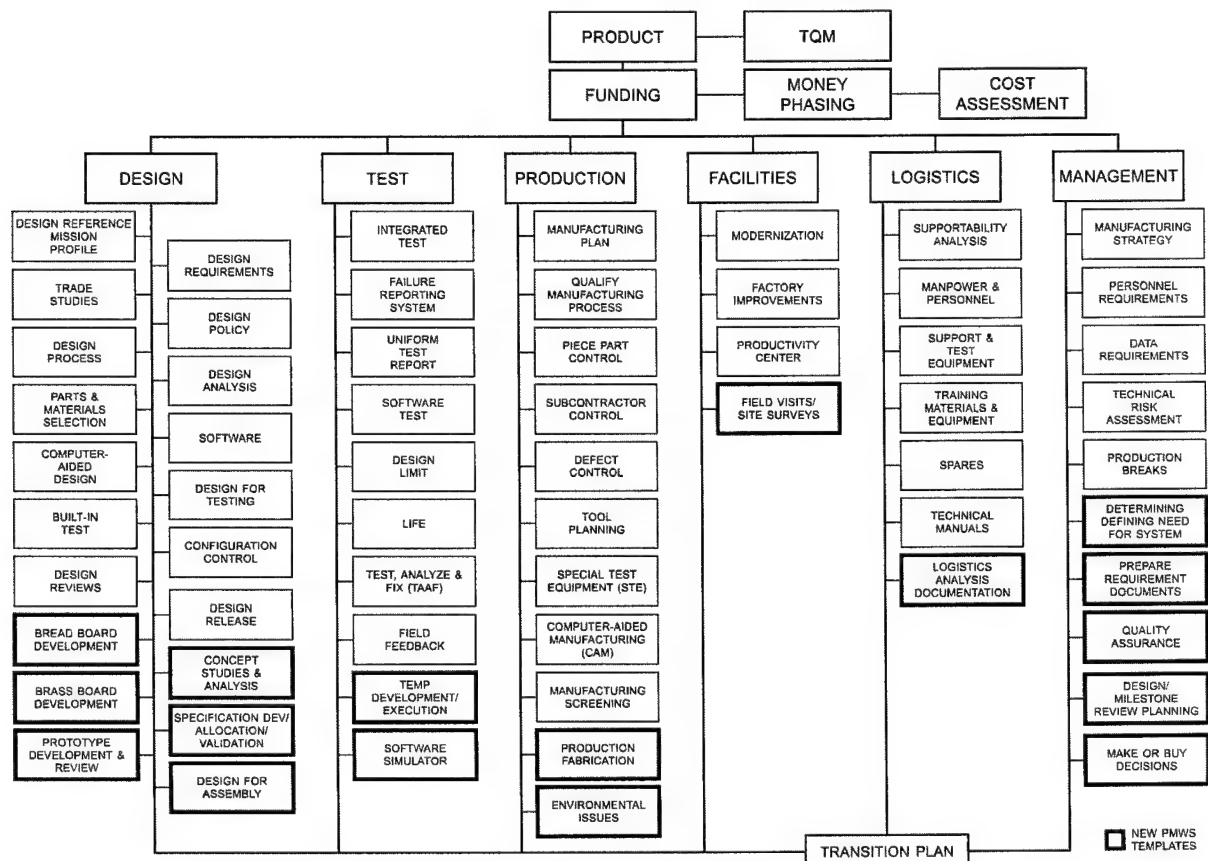 PRODUCT
TQM
FUNDING
MONEY
PHASING
COST
ASSESSMENT
DESIGN
TEST
PRODUCTION
FACILITIES
LOGISTICS
MANAGEMENT
DESIGN REFERENCE
MISSION
PROFILE
TRADE
STUDIES
DESIGN
PROCESS
PARTS &
MATERIALS
SELECTION
COMPUTER-
AIDED
DESIGN
BUILT-IN
TEST
DESIGN
REVIEWS
BREAD BOARD
DEVELOPMENT
BRASS BOARD
DEVELOPMENT
PROTOTYPE
DEVELOPMENT &
REVIEW
DESIGN
REQUIREMENTS
DESIGN
POLICY
DESIGN
ANALYSIS
SOFTWARE
DESIGN FOR
TESTING
CONFIGURATION
CONTROL
DESIGN
RELEASE
CONCEPT
STUDIES &
ANALYSIS
SPECIFICATION DEV/
ALLOCATION/
VALIDATION
DESIGN FOR
ASSEMBLY
INTEGRATED
TEST
FAILURE
REPORTING
SYSTEM
UNIFORM
TEST
REPORT
SOFTWARE
TEST
DESIGN
LIMIT
LIFE
TEST, ANALYZE &
FIX (TAAF)
FIELD
FEEDBACK
TEMP
DEVELOPMENT/
EXECUTION
SOFTWARE
SIMULATOR
MANUFACTURING
PLAN
QUALIFY
MANUFACTURING
PROCESS
PIECE PART
CONTROL
SUBCONTRACTOR
CONTROL
DEFECT
CONTROL
TOOL
PLANNING
SPECIAL TEST
EQUIPMENT (STE)
COMPUTER-AIDED
MANUFACTURING
(CAM)
MANUFACTURING
SCREENING
PRODUCTION
FABRICATION
ENVIRONMENTAL
ISSUES
MODERNIZATION
FACTORY
IMPROVEMENTS
PRODUCTIVITY
CENTER
FIELD VISITS/
SITE SURVEYS
SUPPORTABILITY
ANALYSIS
MANPOWER &
PERSONNEL
SUPPORT &
TEST
EQUIPMENT
TRAINING
MATERIALS &
EQUIPMENT
SPARES
TECHNICAL
MANUALS
LOGISTICS
ANALYSIS
DOCUMENTATION
MANUFACTURING
STRATEGY
PERSONNEL
REQUIREMENTS
DATA
REQUIREMENTS
TECHNICAL
RISK
ASSESSMENT
PRODUCTION
BREAKS
DETERMINING
DEFINING NEED
FOR SYSTEM
PREPARE
REQUIREMENT
DOCUMENTS
QUALITY
ASSURANCE
DESIGN/
MILESTONE
REVIEW PLANNING
MAKE OR BUY
DECISIONS
TRANSITION PLAN
NEW PMWS
TEMPLATES